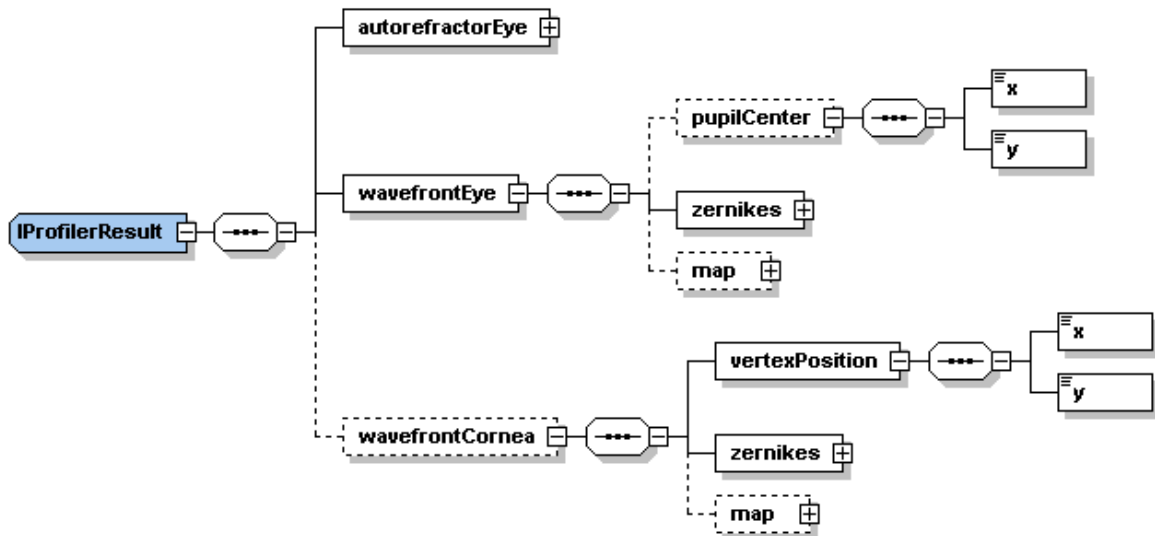 autorefractorEye
x
pupilCenter
y
wavefrontEye
zernikes
IProfilerResult
map
x
vertexPosition
y
wavefrontCornea
zernikes
map